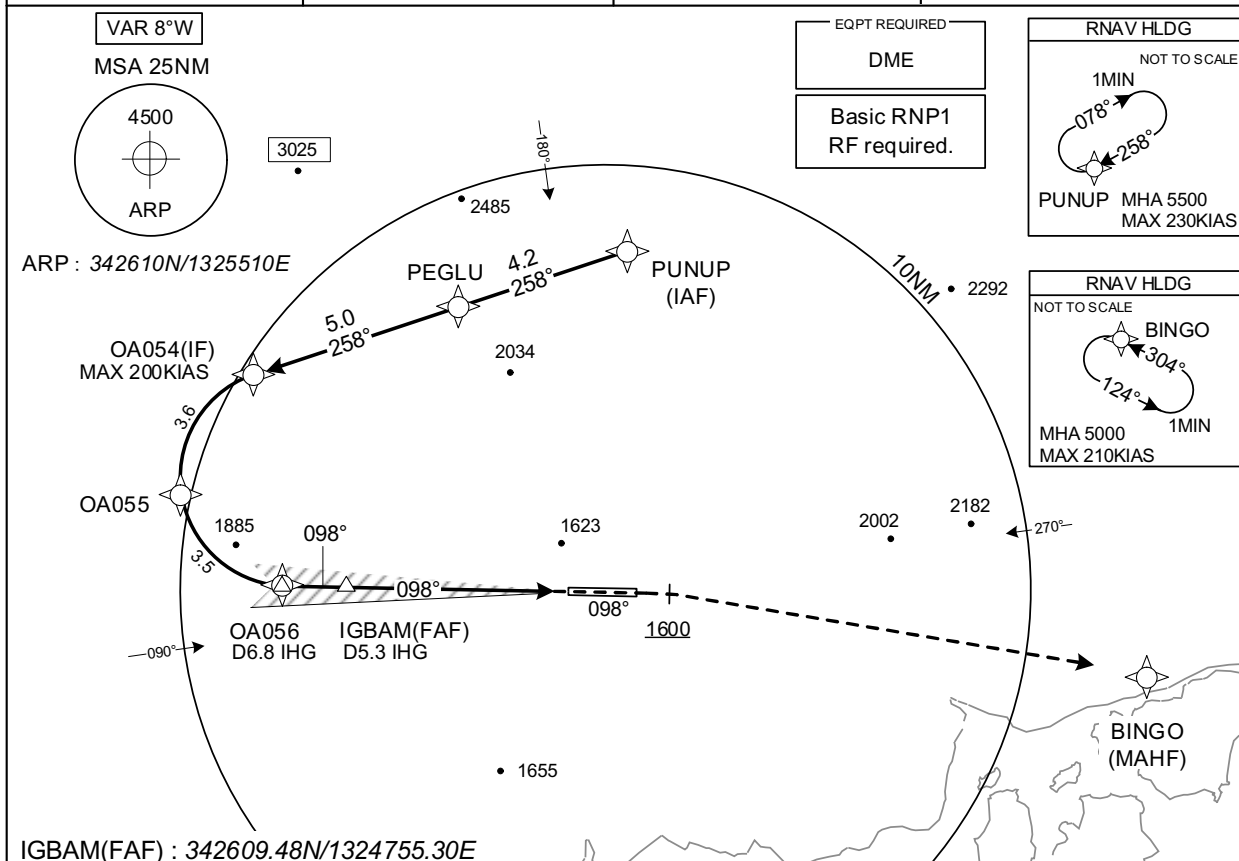 VAR 8°W
MSA 25NM
4500
ARP
ARP : 342610N/1325510E
3025
EQPT REQUIRED
DME
Basic RNP1
RF required.
RNAV HLDG
NOT TO SCALE
1MIN
078°
258°
PUNUP
MHA 5500
MAX 230KIAS
RNAV HLDG
NOT TO SCALE
BINGO
304°
124°
1MIN
MHA 5000
MAX 210KIAS
180°
2485
PEGLU
4.2
258°
PUNUP
(IAF)
10NM
2292
5.0
258°
OA054(IF)
MAX 200KIAS
2034
3.6
OA055
3.5
1885
098°
1623
2002
2182
270°
098°
098°
OA056
D6.8 IHG
IGBAM(FAF)
D5.3 IHG
1600
090°
BINGO
(MAHF)
1655
IGBAM(FAF) : 342609.48N/1324755.30E